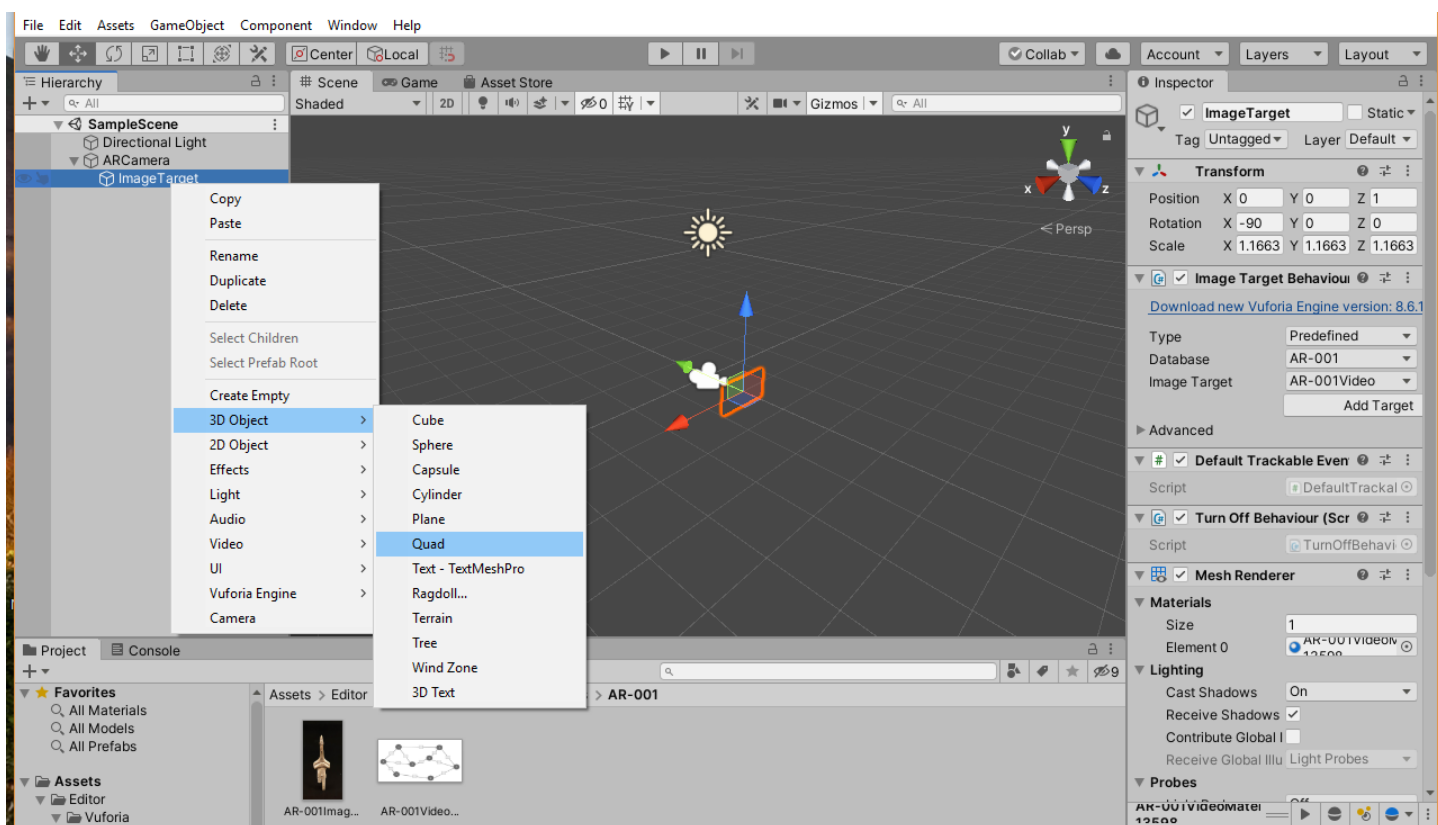 File Edit Assets GameObject Component Window Help
Center Local Collab Account Layers Layout
Hierarchy
All
SampleScene
Directional Light
ARCamera
ImageTarget
Copy
Paste
Rename
Duplicate
Delete
Select Children
Select Prefab Root
Create Empty
3D Object
2D Object
Effects
Light
Audio
Video
UI
Vuforia Engine
Camera
Cube
Sphere
Capsule
Cylinder
Plane
Quad
Text - TextMeshPro
Ragdoll...
Terrain
Tree
Wind Zone
3D Text
Scene Game Asset Store
Shaded 2D 0 Gizmos All
y
x z
Persp
Inspector
ImageTarget Static
Tag Untagged Layer Default
Transform
Position X 0 Y 0 Z 1
Rotation X -90 Y 0 Z 0
Scale X 1.1663 Y 1.1663 Z 1.1663
Image Target Behaviour
Download new Vuforia Engine version: 8.6.1
Type Predefined
Database AR-001
Image Target AR-001Video
Add Target
Advanced
Default Trackable Even
Script DefaultTrackal
Turn Off Behaviour (Scr
Script TurnOffBehavi
Mesh Renderer
Materials
Size 1
Element 0
Lighting
Cast Shadows On
Receive Shadows
Contribute Global I
Receive Global Illu Light Probes
Probes
Project Console
9
Favorites
All Materials
All Models
All Prefabs
Assets
Editor
Vuforia
Assets > Editor > AR-001
AR-001Imag... AR-001Video...